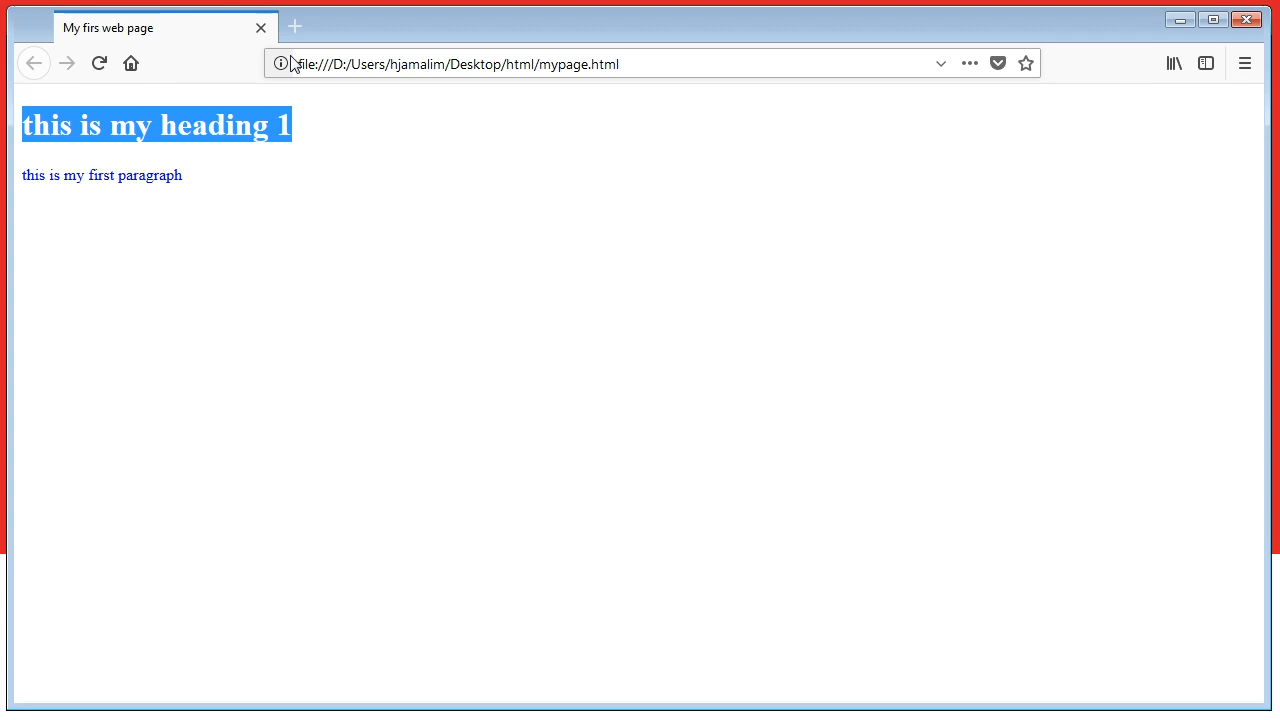 My firs web page
file:///D:/Users/hjamalim/Desktop/html/mypage.html
this is my heading 1
this is my first paragraph